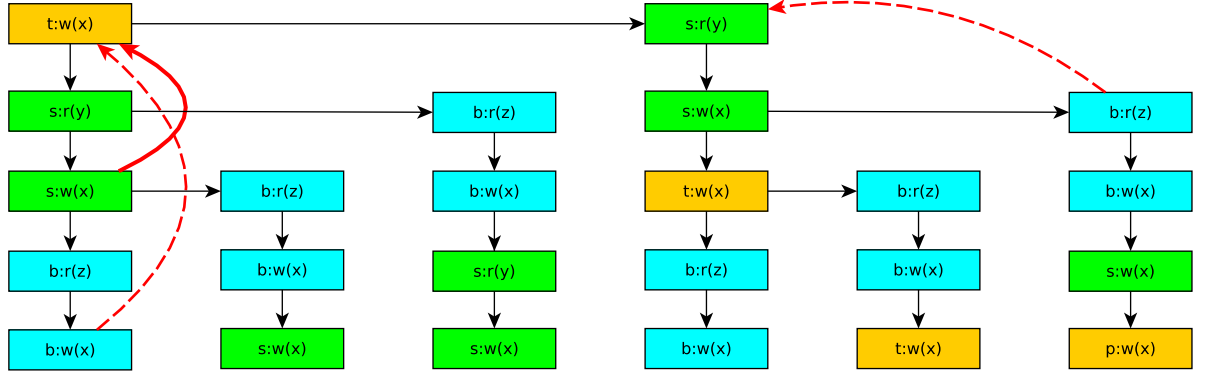 t:w(x) s:r(y)
s:r(y) b:r(z) s:w(x) b:r(z)
s:w(x) b:r(z) b:w(x) t:w(x) b:r(z) b:w(x)
b:r(z) b:w(x) s:r(y) b:r(z) b:w(x) s:w(x)
b:w(x) s:w(x) s:w(x) b:w(x) t:w(x) p:w(x)